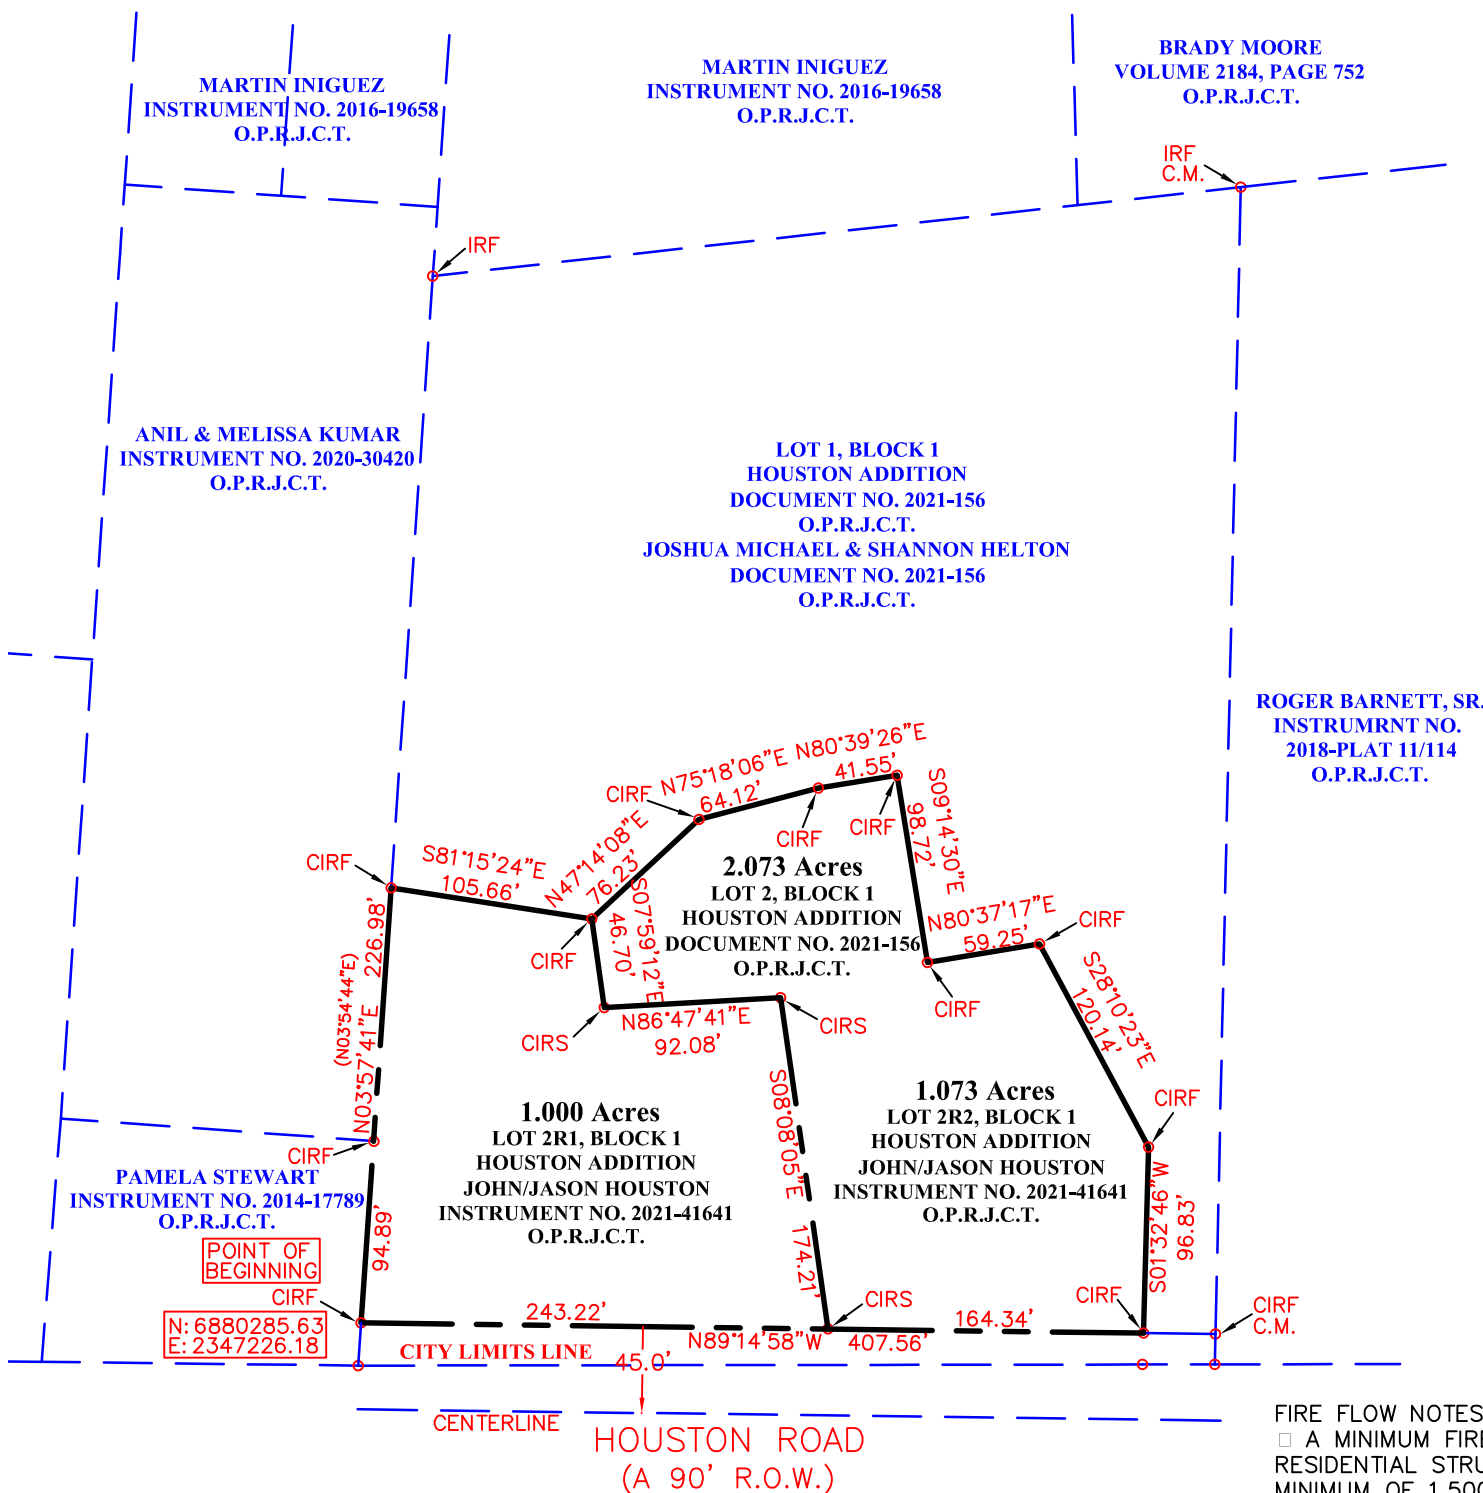 MARTIN INIGUEZ
INSTRUMENT NO. 2016-19658
O.P.R.J.C.T.
MARTIN INIGUEZ
INSTRUMENT NO. 2016-19658
O.P.R.J.C.T.
BRADY MOORE
VOLUME 2184, PAGE 752
O.P.R.J.C.T.
IRF
C.M.
IRF
ANIL & MELISSA KUMAR
INSTRUMENT NO. 2020-30420
O.P.R.J.C.T.
LOT 1, BLOCK 1
HOUSTON ADDITION
DOCUMENT NO. 2021-156
O.P.R.J.C.T.
JOSHUA MICHAEL & SHANNON HELTON
DOCUMENT NO. 2021-156
O.P.R.J.C.T.
ROGER BARNETT, SR.
INSTRUMRNT NO.
2018-PLAT 11/114
O.P.R.J.C.T.
CIRF
S81°15'24"E
105.66'
CIRF
N47°14'08"E
76.23'
CIRF
N75°18'06"E
64.12'
CIRF
N80°39'26"E
41.55'
CIRF
S09°14'30"E
98.72'
CIRF
N80°37'17"E
59.25'
CIRF
S28°10'23"E
120.14'
CIRF
S01°32'46"W
96.83'
2.073 Acres
LOT 2, BLOCK 1
HOUSTON ADDITION
DOCUMENT NO. 2021-156
O.P.R.J.C.T.
S07°59'12"E
46.70'
CIRS
N86°47'41"E
92.08'
CIRS
S08°08'05"E 174.21'
(N03°54'44"E)
N03°57'41"E 226.98'
CIRF
94.89'
1.000 Acres
LOT 2R1, BLOCK 1
HOUSTON ADDITION
JOHN/JASON HOUSTON
INSTRUMENT NO. 2021-41641
O.P.R.J.C.T.
1.073 Acres
LOT 2R2, BLOCK 1
HOUSTON ADDITION
JOHN/JASON HOUSTON
INSTRUMENT NO. 2021-41641
O.P.R.J.C.T.
PAMELA STEWART
INSTRUMENT NO. 2014-17789
O.P.R.J.C.T.
POINT OF
BEGINNING
CIRF
N: 6880285.63
E: 2347226.18
243.22'
CIRS
164.34'
CIRF
CIRF
C.M.
N89°14'58"W 407.56'
CITY LIMITS LINE
45.0'
CENTERLINE
HOUSTON ROAD
(A 90' R.O.W.)
FIRE FLOW NOTES
□ A MINIMUM FIRE
RESIDENTIAL STRU
MINIMUM OF 1,500